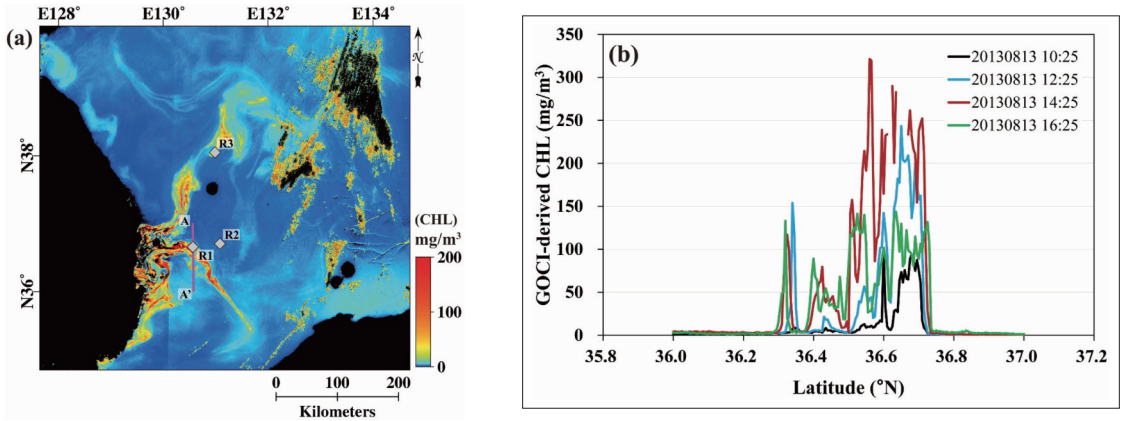 E128°
E130°
E132°
E134°
(a)
N
N38°
N36°
R3
A
R2
R1
A'
(CHL)
mg/m³
200
100
0
0
100
200
Kilometers
(b)
GOCI-derived CHL (mg/m³)
350
300
250
200
150
100
50
0
20130813 10:25
20130813 12:25
20130813 14:25
20130813 16:25
35.8
36.0
36.2
36.4
36.6
36.8
37.0
37.2
Latitude (°N)